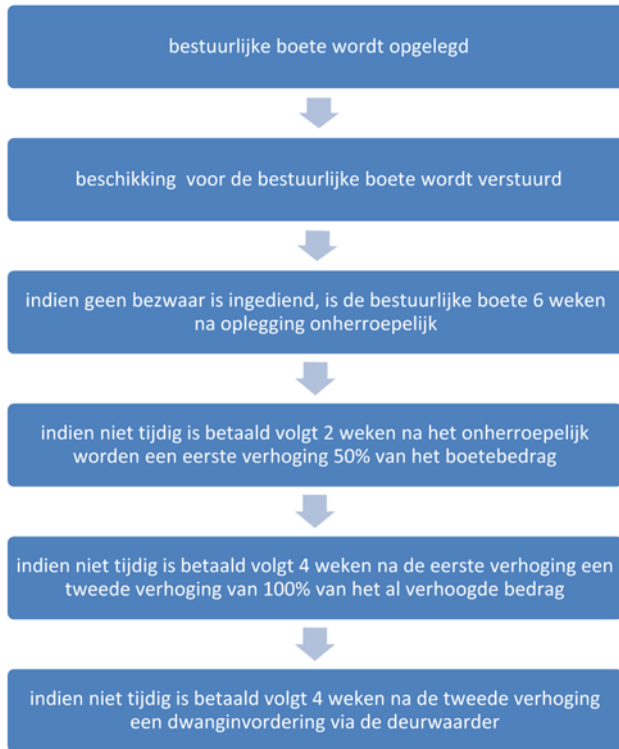 bestuurlijke boete wordt opgelegd
beschikking voor de bestuurlijke boete wordt verstuurd
indien geen bezwaar is ingediend, is de bestuurlijke boete 6 weken
na oplegging onherroepelijk
indien niet tijdig is betaald volgt 2 weken na het onherroepelijk
worden een eerste verhoging 50% van het boetebedrag
indien niet tijdig is betaald volgt 4 weken na de eerste verhoging een
tweede verhoging van 100% van het al verhoogde bedrag
indien niet tijdig is betaald volgt 4 weken na de tweede verhoging
een dwanginvordering via de deurwaarder